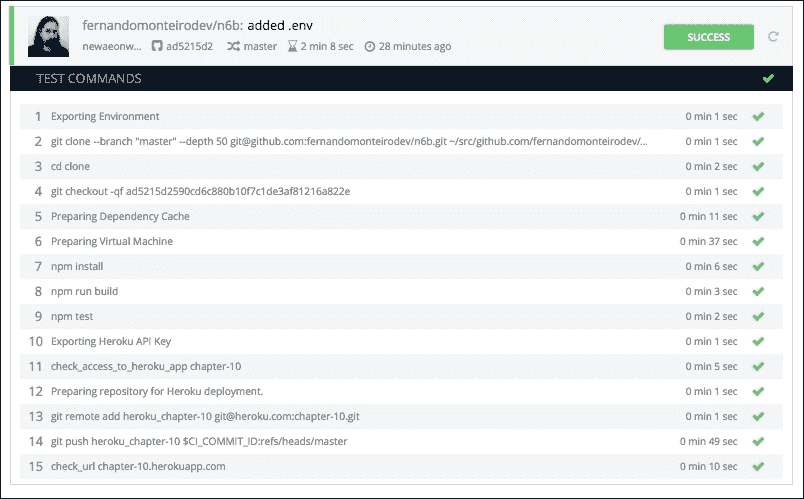 fernandomonteirodev/n6b: added .env
newaeonw... ad5215d2 master 2 min 8 sec 28 minutes ago
SUCCESS
TEST COMMANDS
1 Exporting Environment 0 min 1 sec
2 git clone --branch "master" --depth 50 git@github.com:fernandomonteirodev/n6b.git ~/src/github.com/fernandomonteirodev/... 0 min 1 sec
3 cd clone 0 min 2 sec
4 git checkout -qf ad5215d2590cd6c880b10f7c1de3af81216a822e 0 min 1 sec
5 Preparing Dependency Cache 0 min 11 sec
6 Preparing Virtual Machine 0 min 37 sec
7 npm install 0 min 6 sec
8 npm run build 0 min 3 sec
9 npm test 0 min 2 sec
10 Exporting Heroku API Key 0 min 1 sec
11 check_access_to_heroku_app chapter-10 0 min 5 sec
12 Preparing repository for Heroku deployment. 0 min 1 sec
13 git remote add heroku_chapter-10 git@heroku.com:chapter-10.git 0 min 1 sec
14 git push heroku_chapter-10 $CI_COMMIT_ID:refs/heads/master 0 min 49 sec
15 check_url chapter-10.herokuapp.com 0 min 10 sec